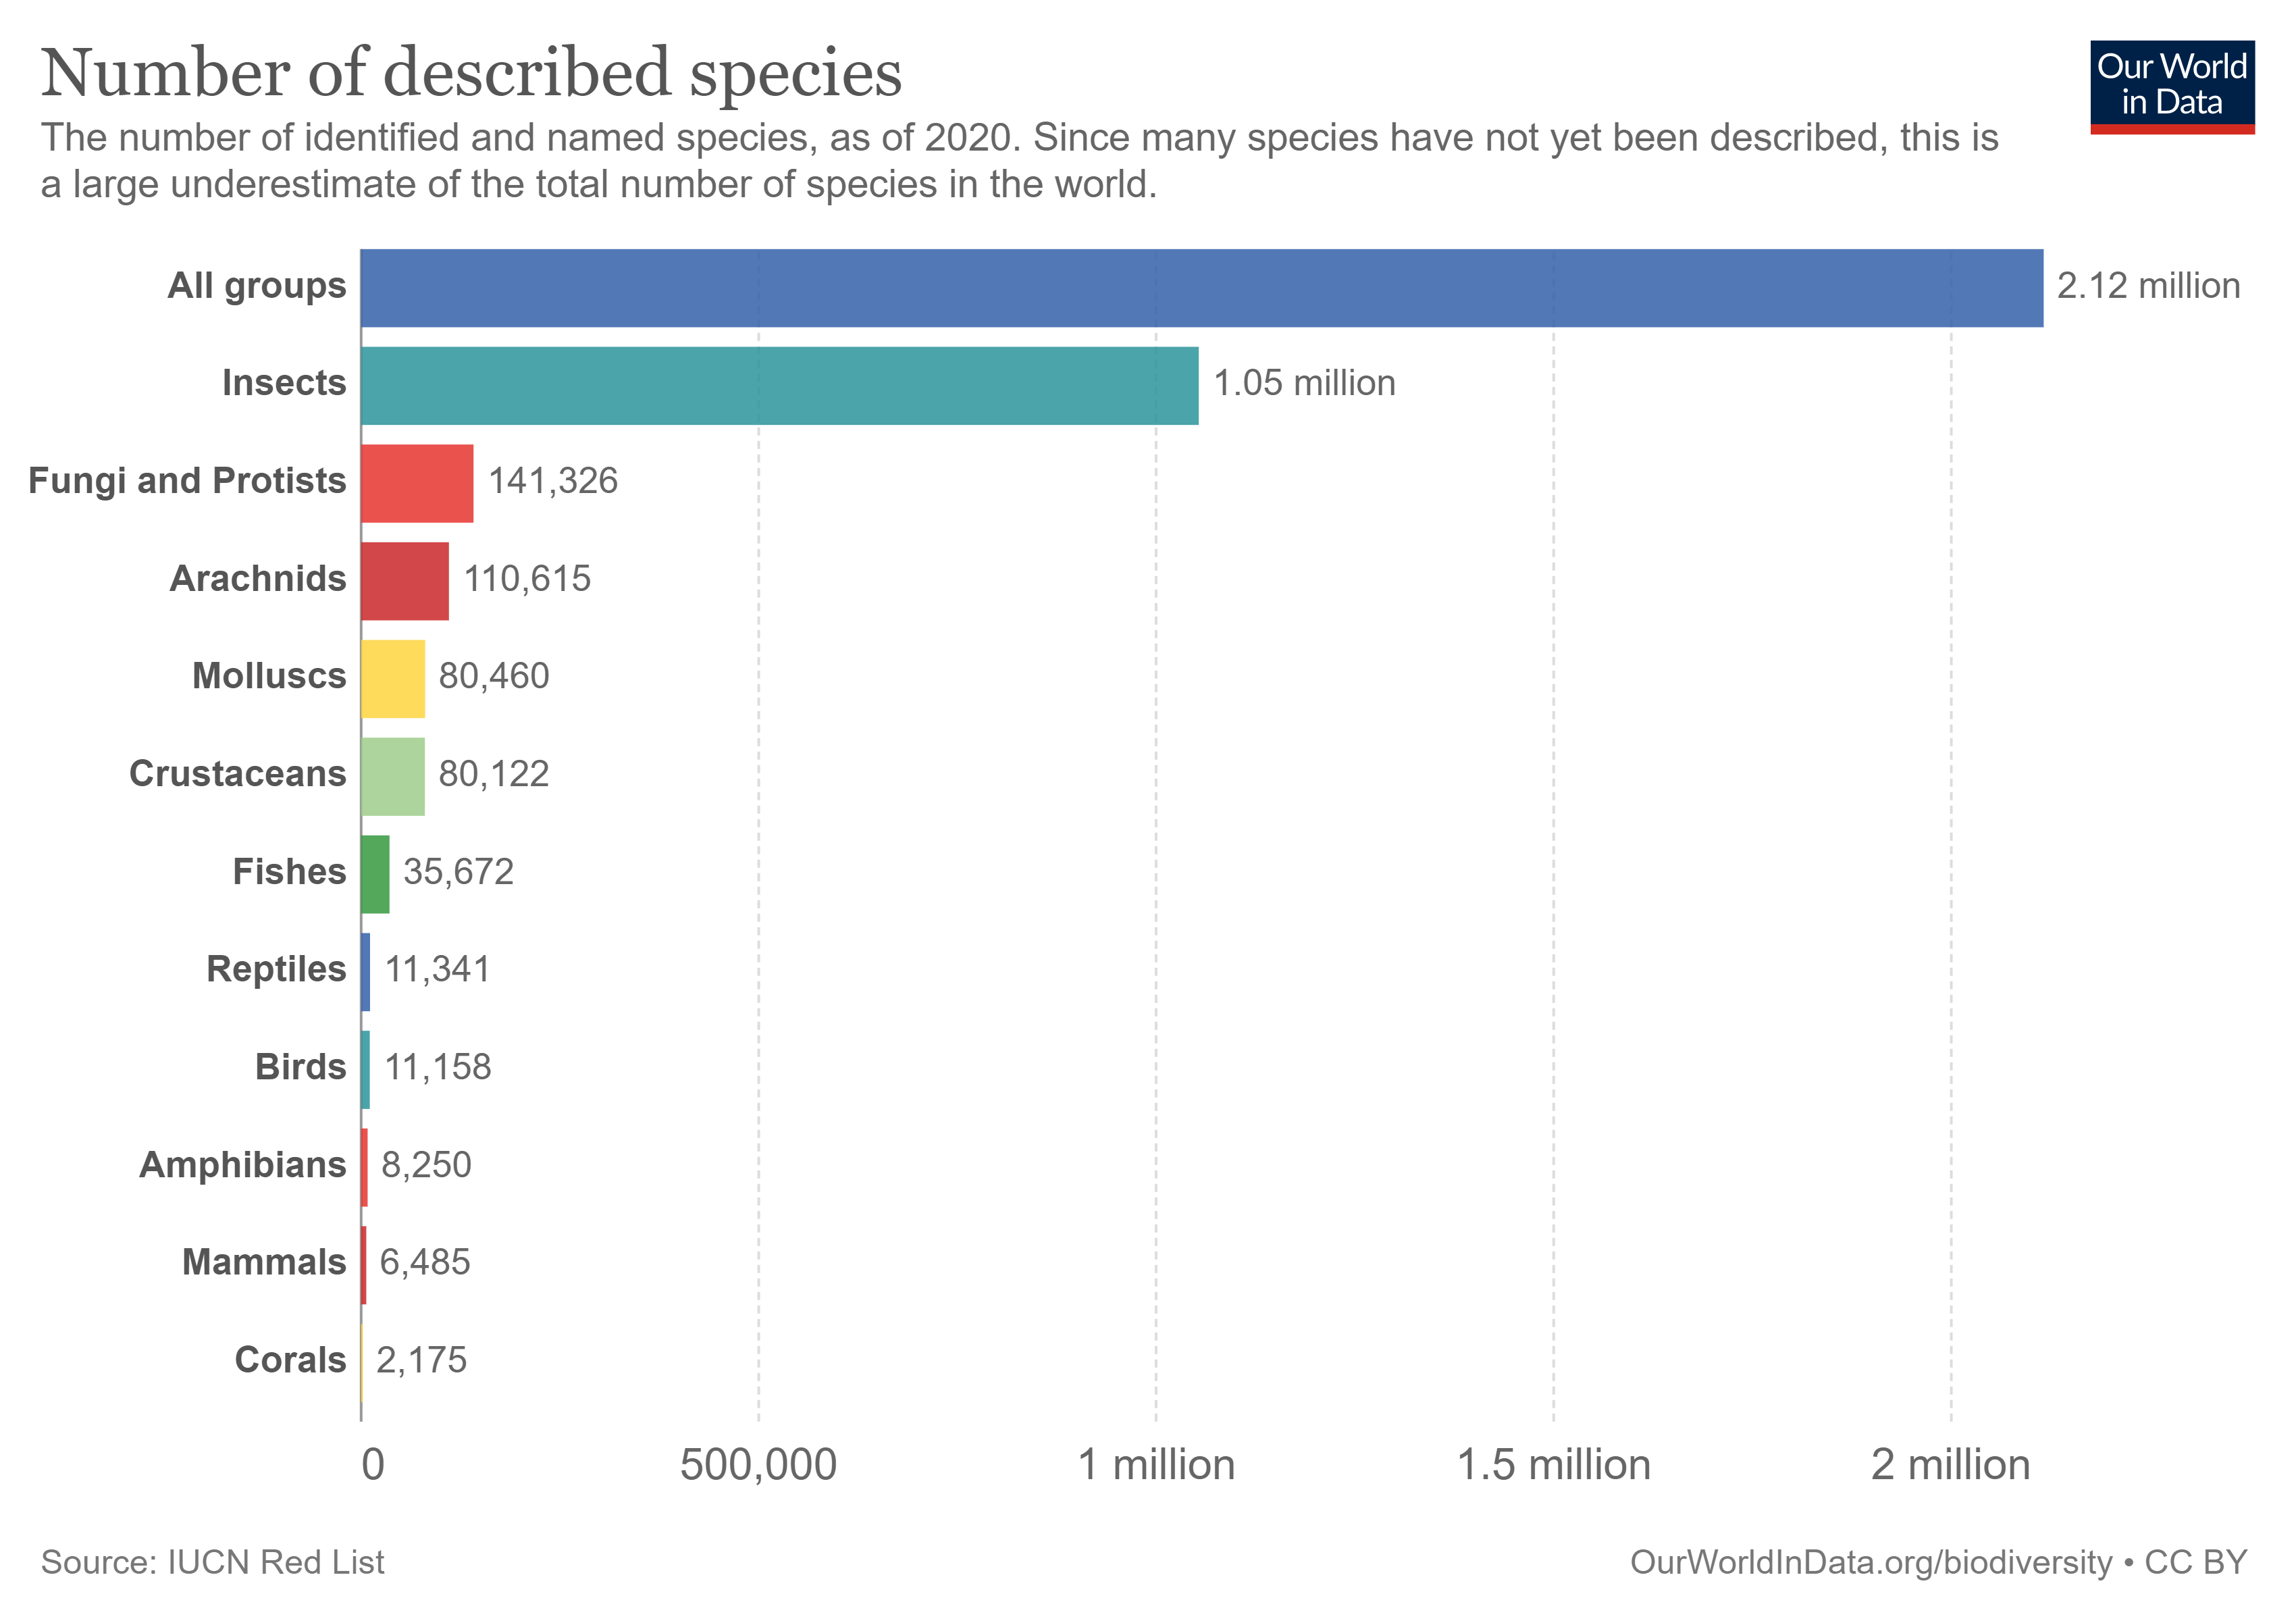 Number of described species
Our World
in Data
The number of identified and named species, as of 2020. Since many species have not yet been described, this is
a large underestimate of the total number of species in the world.
All groups 2.12 million
Insects 1.05 million
Fungi and Protists 141,326
Arachnids 110,615
Molluscs 80,460
Crustaceans 80,122
Fishes 35,672
Reptiles 11,341
Birds 11,158
Amphibians 8,250
Mammals 6,485
Corals 2,175
0 500,000 1 million 1.5 million 2 million
Source: IUCN Red List OurWorldInData.org/biodiversity • CC BY